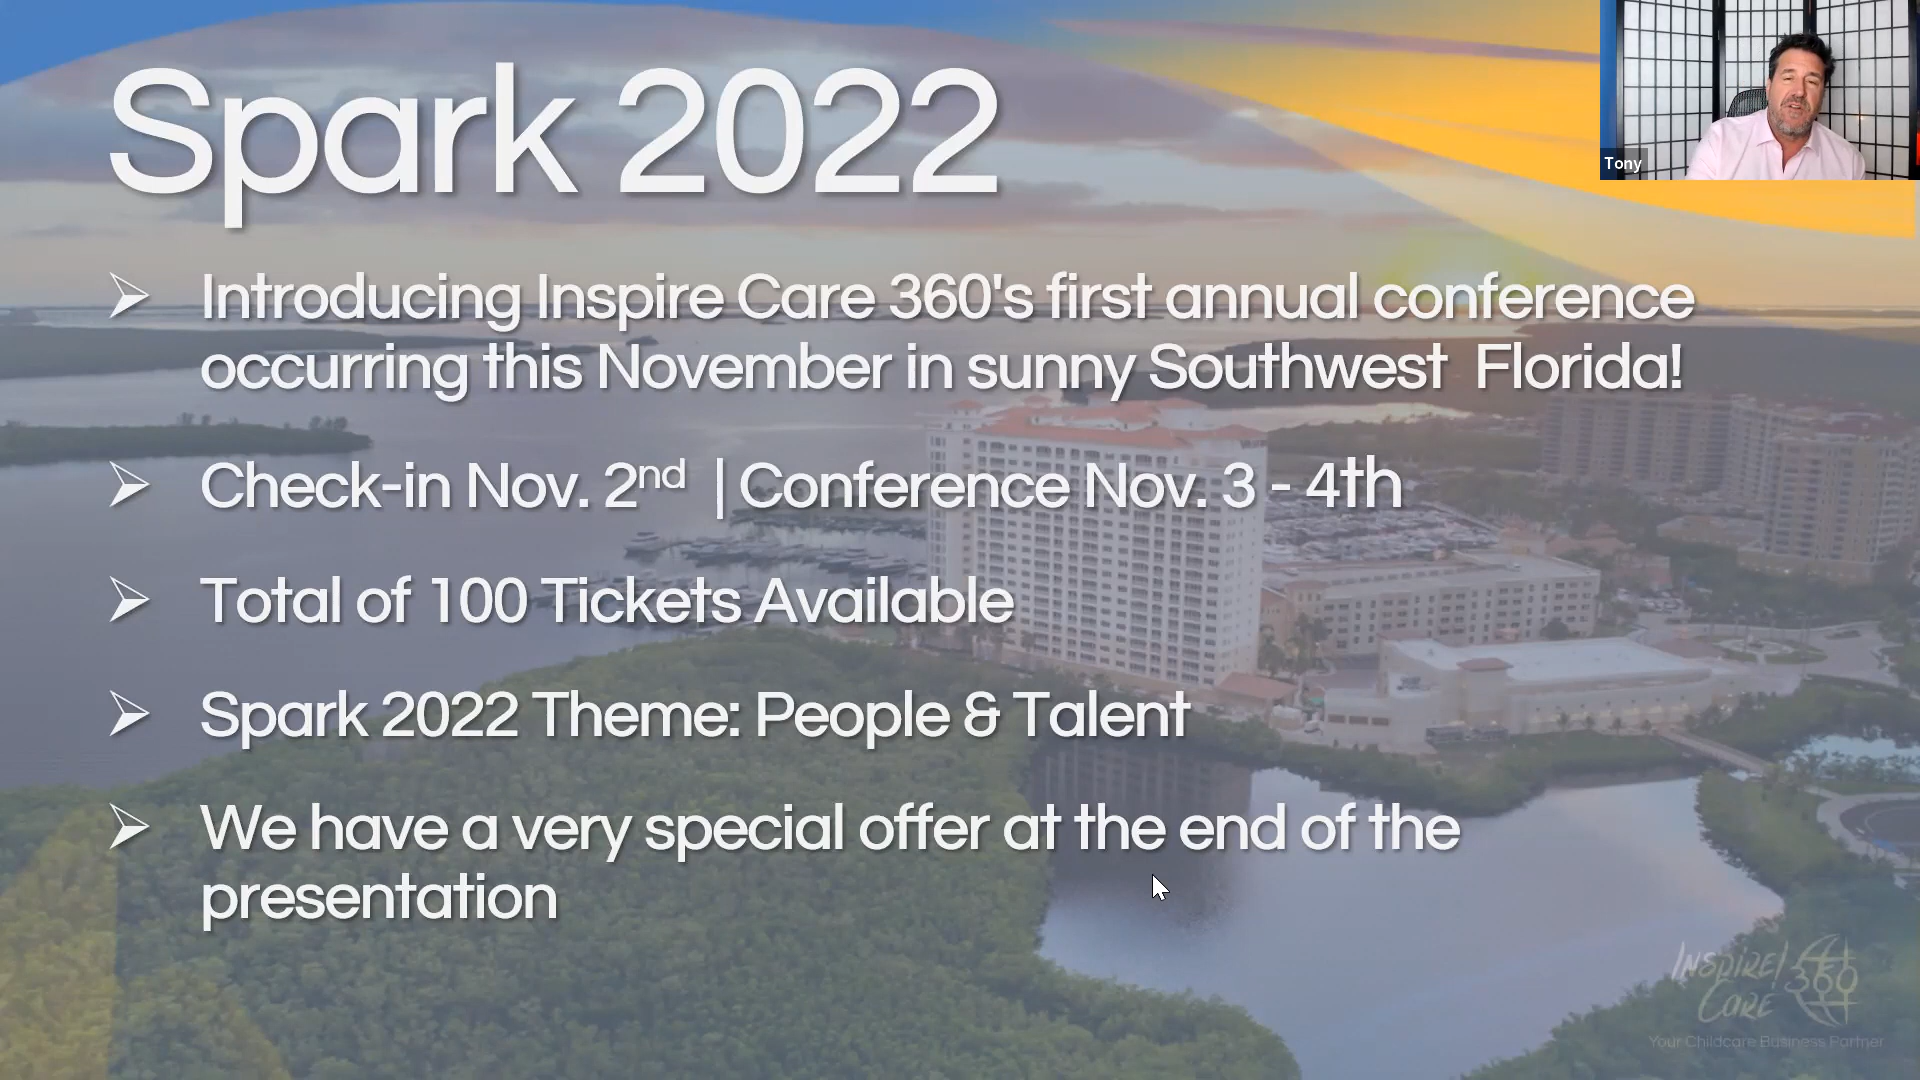 Spark 2022
Tony
Introducing Inspire Care 360's first annual conference
occurring this November in sunny Southwest Florida!
Check-in Nov. 2nd | Conference Nov. 3 - 4th
Total of 100 Tickets Available
Spark 2022 Theme: People & Talent
We have a very special offer at the end of the
presentation
INSPIRE! 360
CARE
Your Childcare Business Partner